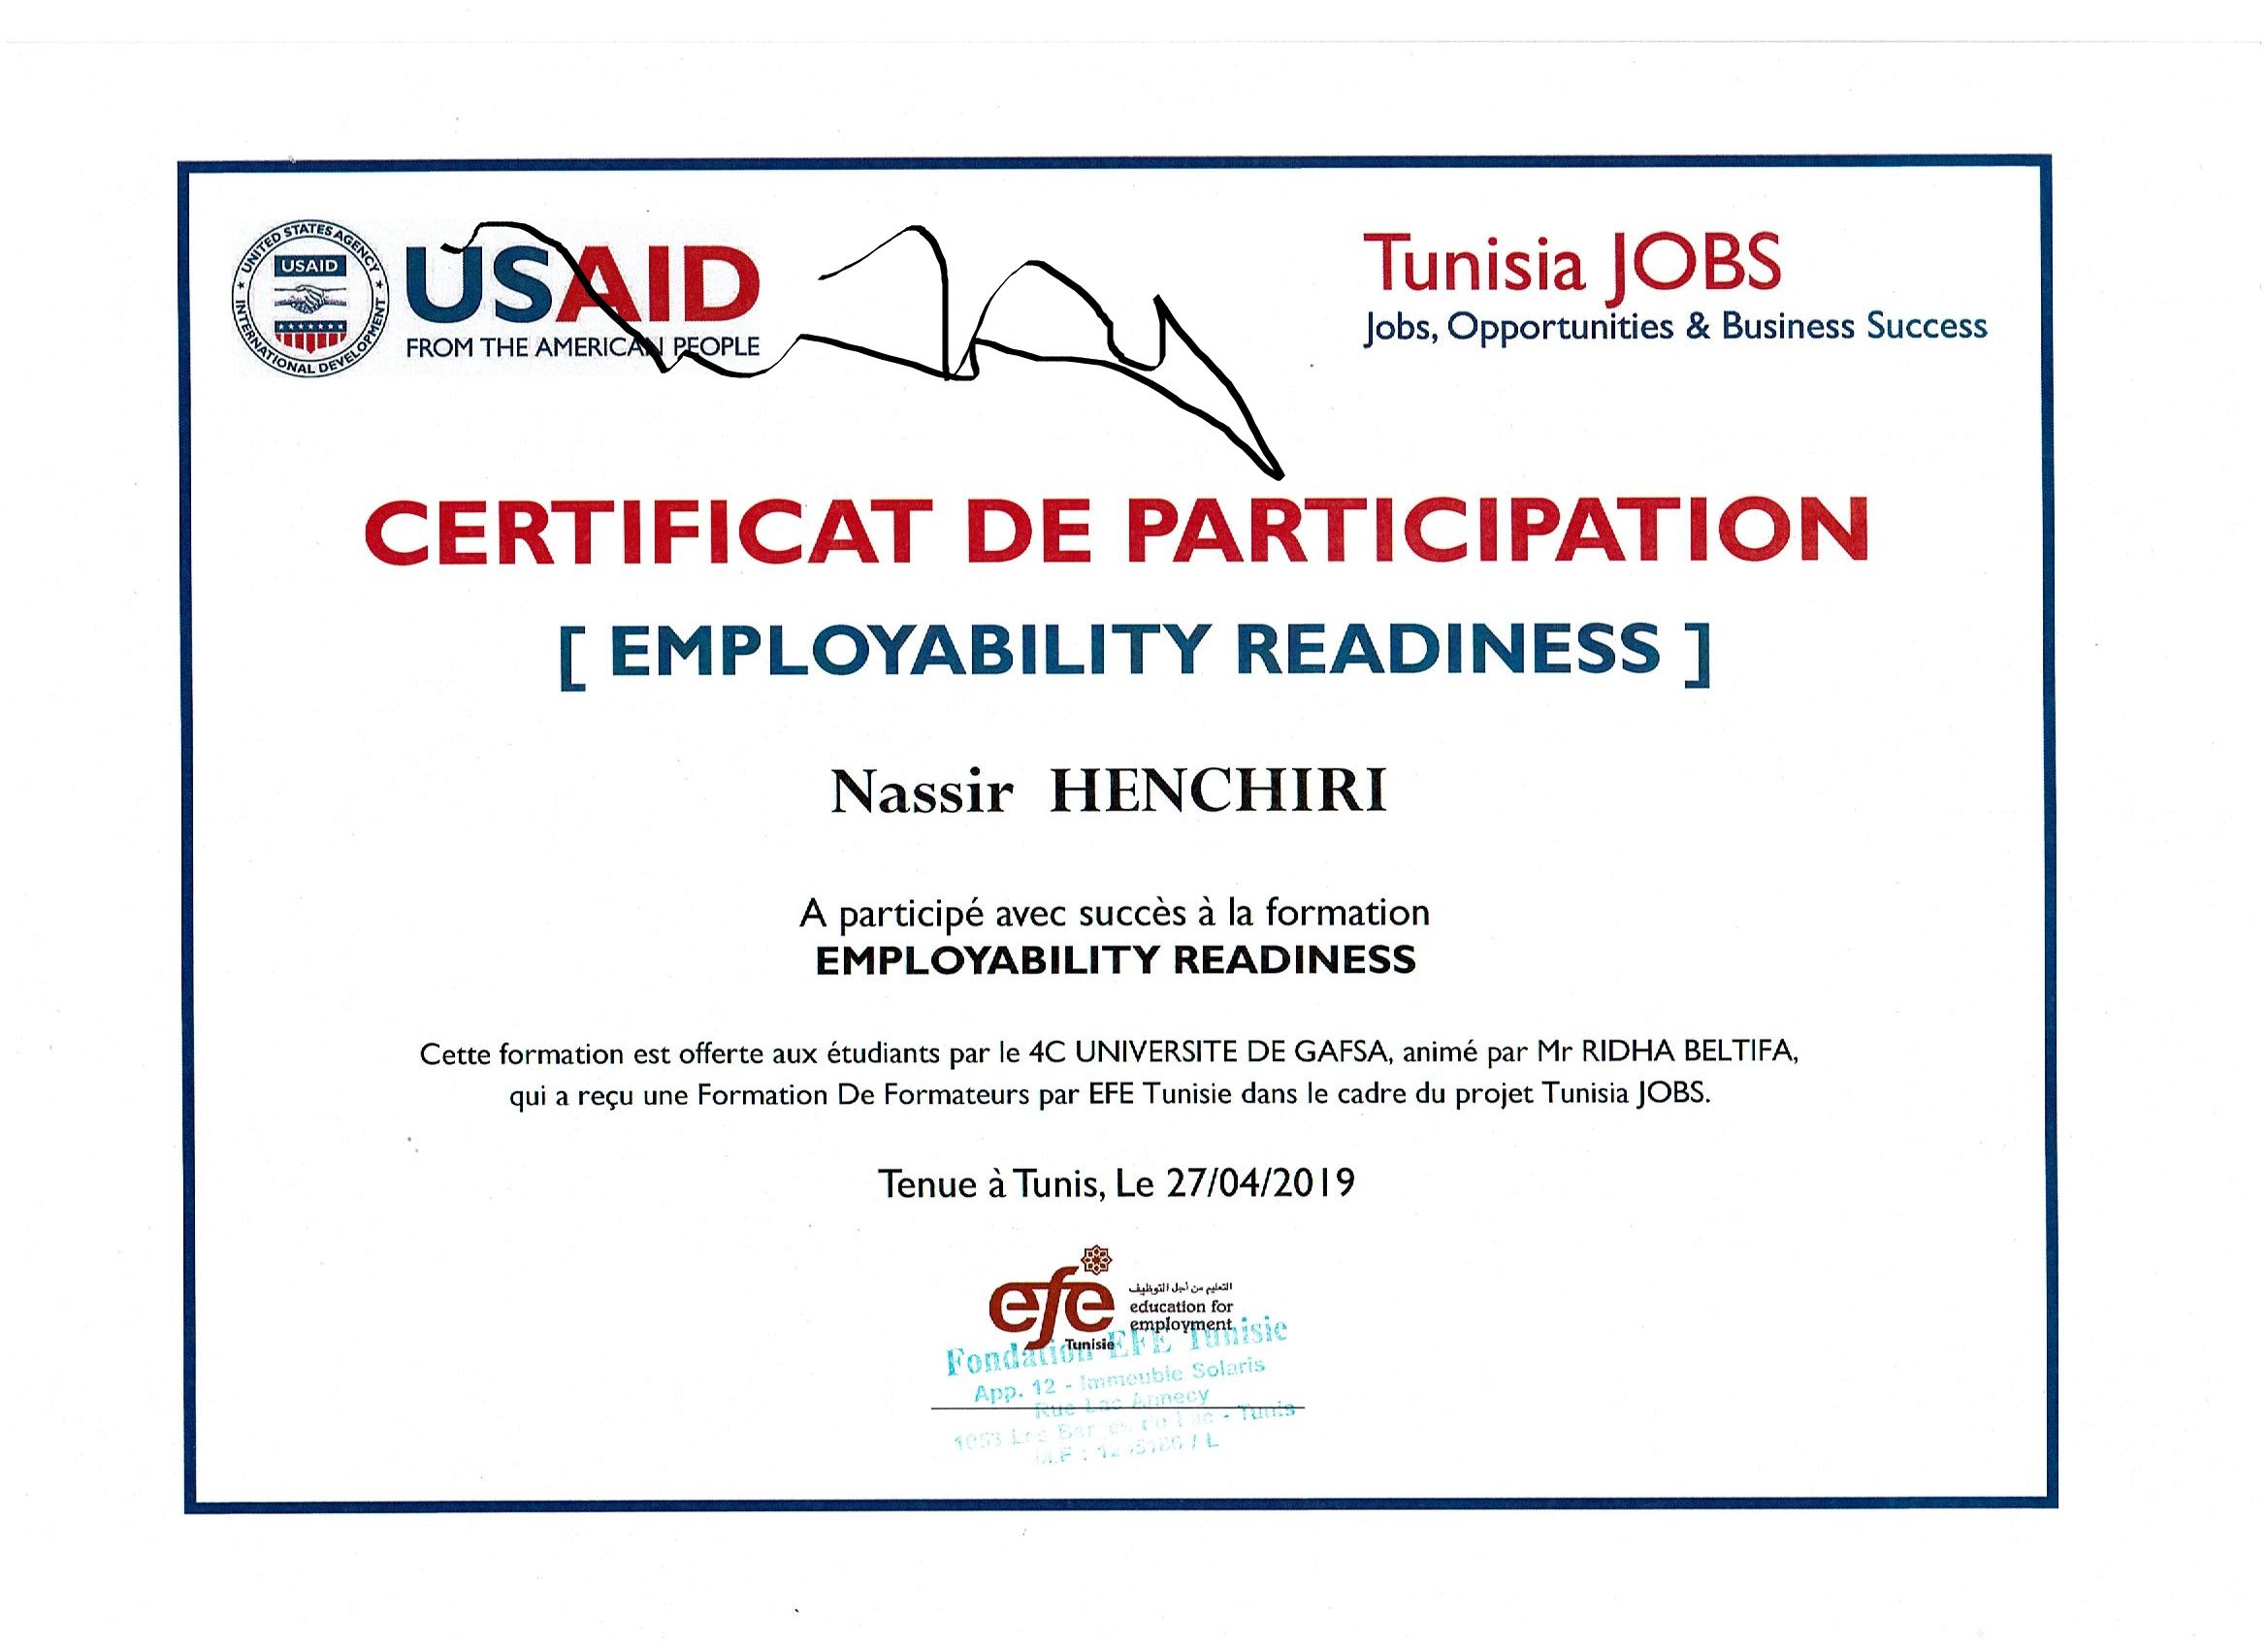 UNITED STATES AGENCY
USAID
INTERNATIONAL DEVELOPMENT
USAID
FROM THE AMERICAN PEOPLE
Tunisia JOBS
Jobs, Opportunities & Business Success
CERTIFICAT DE PARTICIPATION
[ EMPLOYABILITY READINESS ]
Nassir HENCHIRI
A participé avec succès à la formation
EMPLOYABILITY READINESS
Cette formation est offerte aux étudiants par le 4C UNIVERSITE DE GAFSA, animé par Mr RIDHA BELTIFA,
qui a reçu une Formation De Formateurs par EFE Tunisie dans le cadre du projet Tunisia JOBS.
Tenue à Tunis, Le 27/04/2019
efe
Tunisie
التعليم من أجل التوظيف
education for
employment
Fondation EFE Tunisie
App. 12 - Immeuble Solaris
Rue Lac Annecy
1053 Les Berges du Lac - Tunis
M.F :